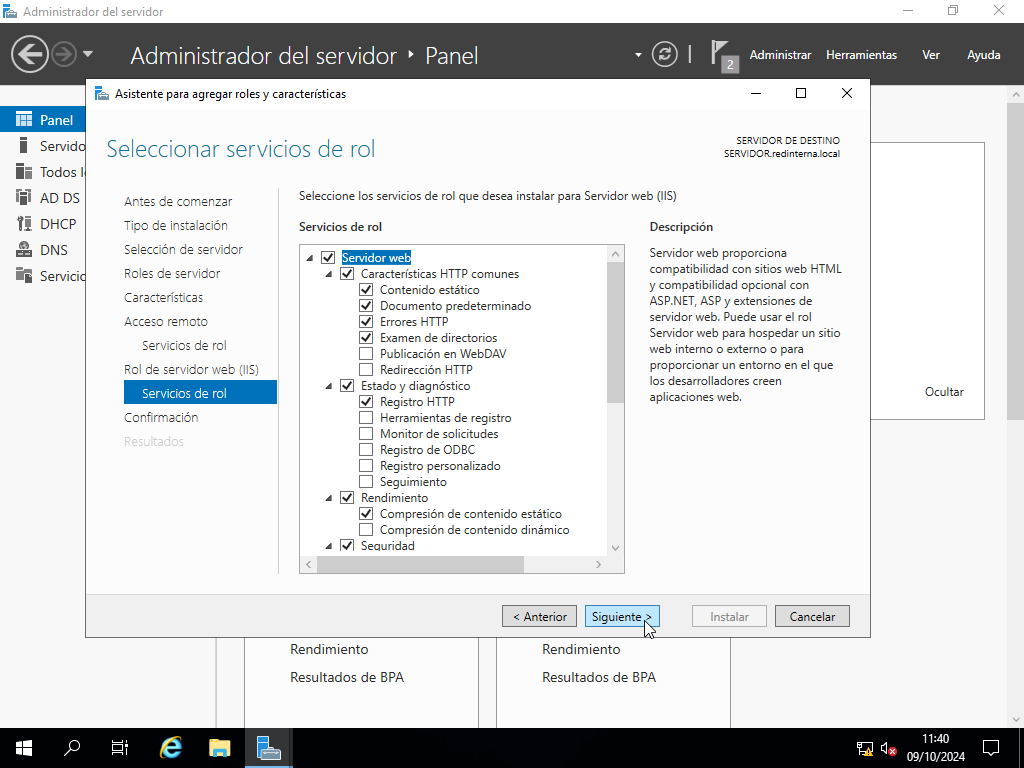 Administrador del servidor
Administrador del servidor
Panel
2
Administrar
Herramientas
Ver
Ayuda
Panel
Servido
Todos l
AD DS
DHCP
DNS
Servicio
Asistente para agregar roles y características
Seleccionar servicios de rol
SERVIDOR DE DESTINO
SERVIDOR.redinterna.local
Antes de comenzar
Tipo de instalación
Selección de servidor
Roles de servidor
Características
Acceso remoto
Servicios de rol
Rol de servidor web (IIS)
Servicios de rol
Confirmación
Resultados
Seleccione los servicios de rol que desea instalar para Servidor web (IIS)
Servicios de rol
Servidor web
Características HTTP comunes
Contenido estático
Documento predeterminado
Errores HTTP
Examen de directorios
Publicación en WebDAV
Redirección HTTP
Estado y diagnóstico
Registro HTTP
Herramientas de registro
Monitor de solicitudes
Registro de ODBC
Registro personalizado
Seguimiento
Rendimiento
Compresión de contenido estático
Compresión de contenido dinámico
Seguridad
Descripción
Servidor web proporciona
compatibilidad con sitios web HTML
y compatibilidad opcional con
ASP.NET, ASP y extensiones de
servidor web. Puede usar el rol
Servidor web para hospedar un sitio
web interno o externo o para
proporcionar un entorno en el que
los desarrolladores creen
aplicaciones web.
Ocultar
< Anterior
Siguiente >
Instalar
Cancelar
Rendimiento
Resultados de BPA
Rendimiento
Resultados de BPA
11:40
09/10/2024